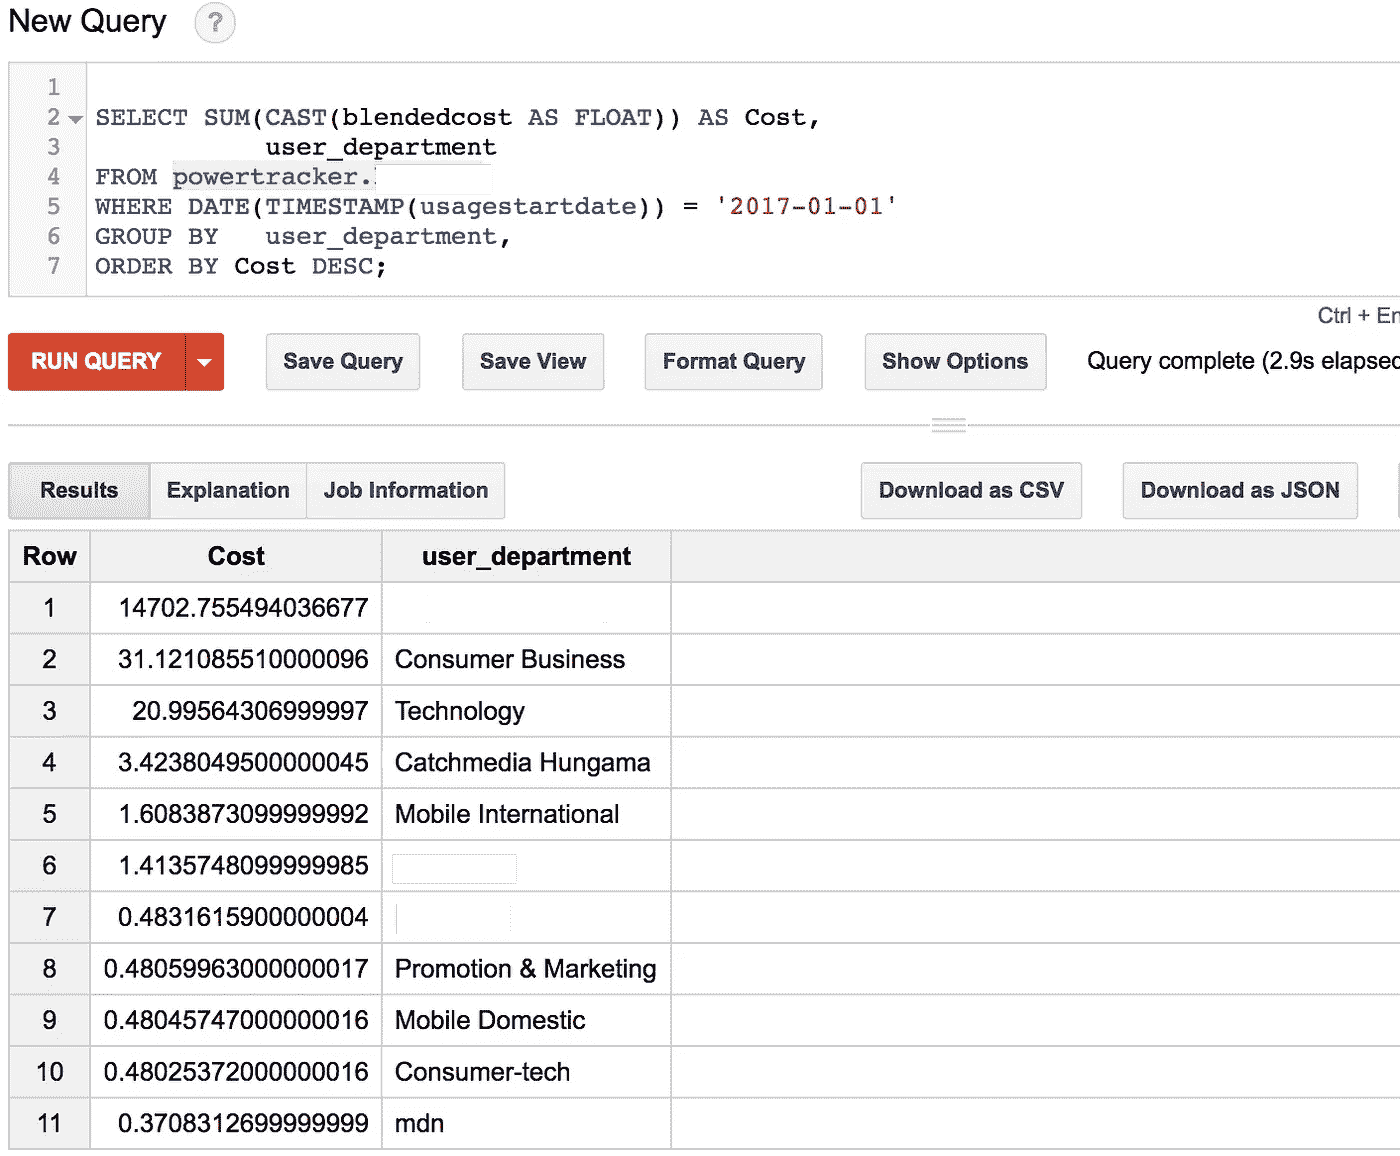 New Query ?
1
2 SELECT SUM(CAST(blendedcost AS FLOAT)) AS Cost,
3 user_department
4 FROM powertracker.
5 WHERE DATE(TIMESTAMP(usagestartdate)) = '2017-01-01'
6 GROUP BY user_department,
7 ORDER BY Cost DESC;
Ctrl + En
RUN QUERY Save Query Save View Format Query Show Options Query complete (2.9s elapsed
Results Explanation Job Information Download as CSV Download as JSON
Row Cost user_department
1 14702.755494036677
2 31.121085510000096 Consumer Business
3 20.99564306999997 Technology
4 3.4238049500000045 Catchmedia Hungama
5 1.6083873099999992 Mobile International
6 1.4135748099999985
7 0.4831615900000004
8 0.48059963000000017 Promotion & Marketing
9 0.48045747000000016 Mobile Domestic
10 0.48025372000000016 Consumer-tech
11 0.3708312699999999 mdn